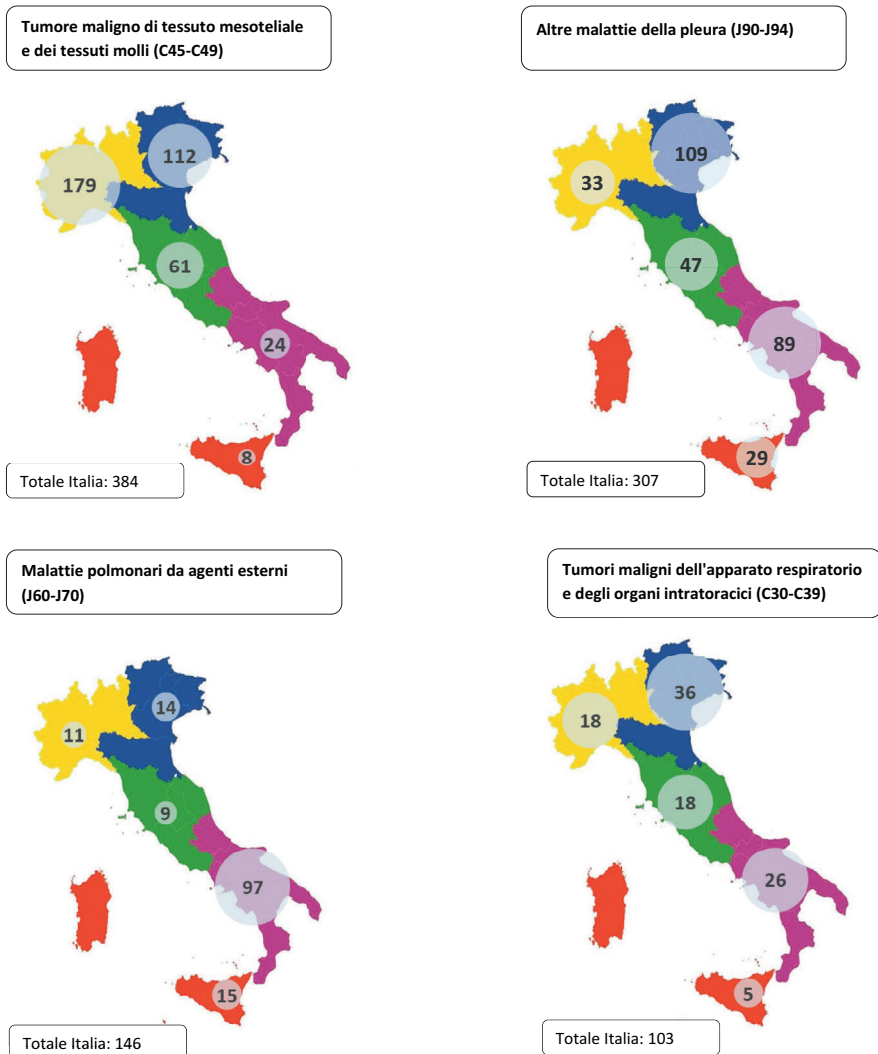 Tumore maligno di tessuto mesoteliale
e dei tessuti molli (C45-C49)
179
112
61
24
8
Totale Italia: 384
Altre malattie della pleura (J90-J94)
33
109
47
89
29
Totale Italia: 307
Malattie polmonari da agenti esterni
(J60-J70)
11
14
9
97
15
Totale Italia: 146
Tumori maligni dell'apparato respiratorio
e degli organi intratoracici (C30-C39)
18
36
18
26
5
Totale Italia: 103